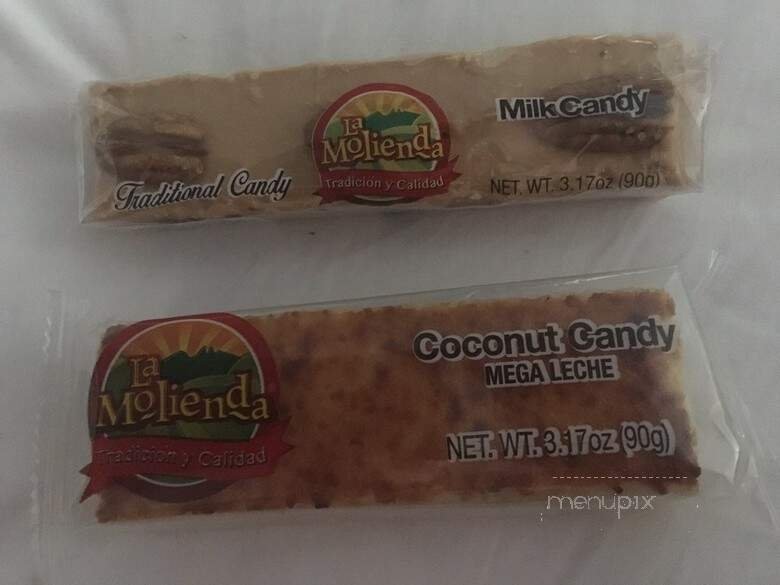 La
Molienda
Tradición y Calidad
Milk Candy
Traditional Candy
NET. WT. 3.17oz (90g)
La
Molienda
Tradición y Calidad
Coconut Candy
MEGA LECHE
NET. WT. 3.17oz (90g)
menupix